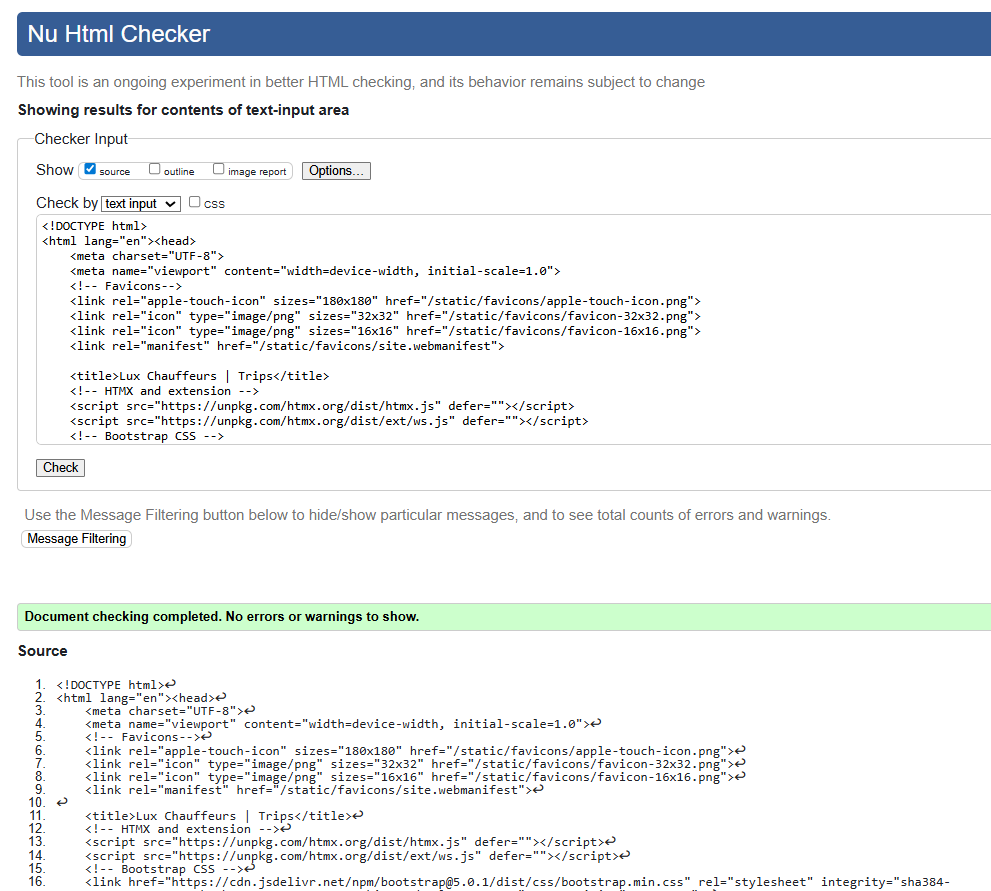 Nu Html Checker
This tool is an ongoing experiment in better HTML checking, and its behavior remains subject to change
Showing results for contents of text-input area
Checker Input
Show source outline image report Options...
Check by text input css
<!DOCTYPE html>
<html lang="en"><head>
    <meta charset="UTF-8">
    <meta name="viewport" content="width=device-width, initial-scale=1.0">
    <!-- Favicons-->
    <link rel="apple-touch-icon" sizes="180x180" href="/static/favicons/apple-touch-icon.png">
    <link rel="icon" type="image/png" sizes="32x32" href="/static/favicons/favicon-32x32.png">
    <link rel="icon" type="image/png" sizes="16x16" href="/static/favicons/favicon-16x16.png">
    <link rel="manifest" href="/static/favicons/site.webmanifest">

    <title>Lux Chauffeurs | Trips</title>
    <!-- HTMX and extension -->
    <script src="https://unpkg.com/htmx.org/dist/htmx.js" defer=""></script>
    <script src="https://unpkg.com/htmx.org/dist/ext/ws.js" defer=""></script>
    <!-- Bootstrap CSS -->
Check
Use the Message Filtering button below to hide/show particular messages, and to see total counts of errors and warnings.
Message Filtering
Document checking completed. No errors or warnings to show.
Source
1. <!DOCTYPE html>↩
2. <html lang="en"><head>↩
3.     <meta charset="UTF-8">↩
4.     <meta name="viewport" content="width=device-width, initial-scale=1.0">↩
5.     <!-- Favicons-->↩
6.     <link rel="apple-touch-icon" sizes="180x180" href="/static/favicons/apple-touch-icon.png">↩
7.     <link rel="icon" type="image/png" sizes="32x32" href="/static/favicons/favicon-32x32.png">↩
8.     <link rel="icon" type="image/png" sizes="16x16" href="/static/favicons/favicon-16x16.png">↩
9.     <link rel="manifest" href="/static/favicons/site.webmanifest">↩
10. ↩
11.     <title>Lux Chauffeurs | Trips</title>↩
12.     <!-- HTMX and extension -->↩
13.     <script src="https://unpkg.com/htmx.org/dist/htmx.js" defer=""></script>↩
14.     <script src="https://unpkg.com/htmx.org/dist/ext/ws.js" defer=""></script>↩
15.     <!-- Bootstrap CSS -->↩
16.     <link href="https://cdn.jsdelivr.net/npm/bootstrap@5.0.1/dist/css/bootstrap.min.css" rel="stylesheet" integrity="sha384-